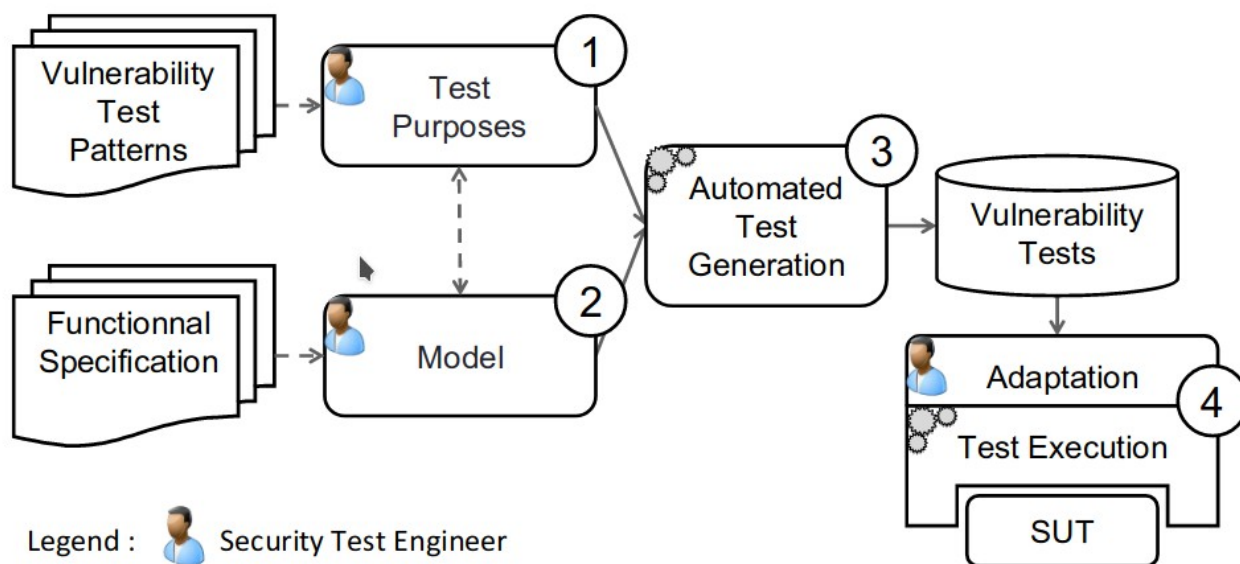 Vulnerability
Test
Patterns
1
Test
Purposes
Functionnal
Specification
2
Model
3
Automated
Test
Generation
Vulnerability
Tests
Adaptation
4
Test Execution
SUT
Legend : Security Test Engineer